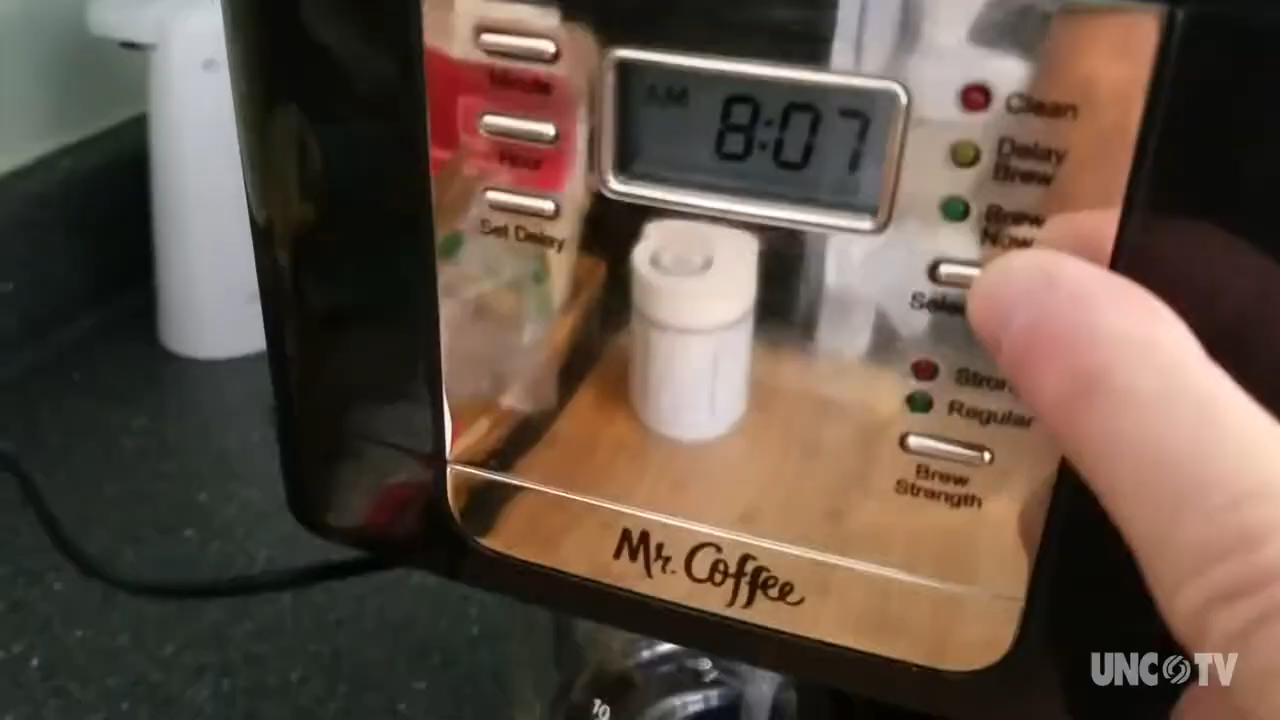 Minute
Hour
Set Delay
AM
8:07
Clean
Delay
Brew
Brew
Now
Strong
Regular
Brew
Strength
Mr. Coffee
10
UNC TV